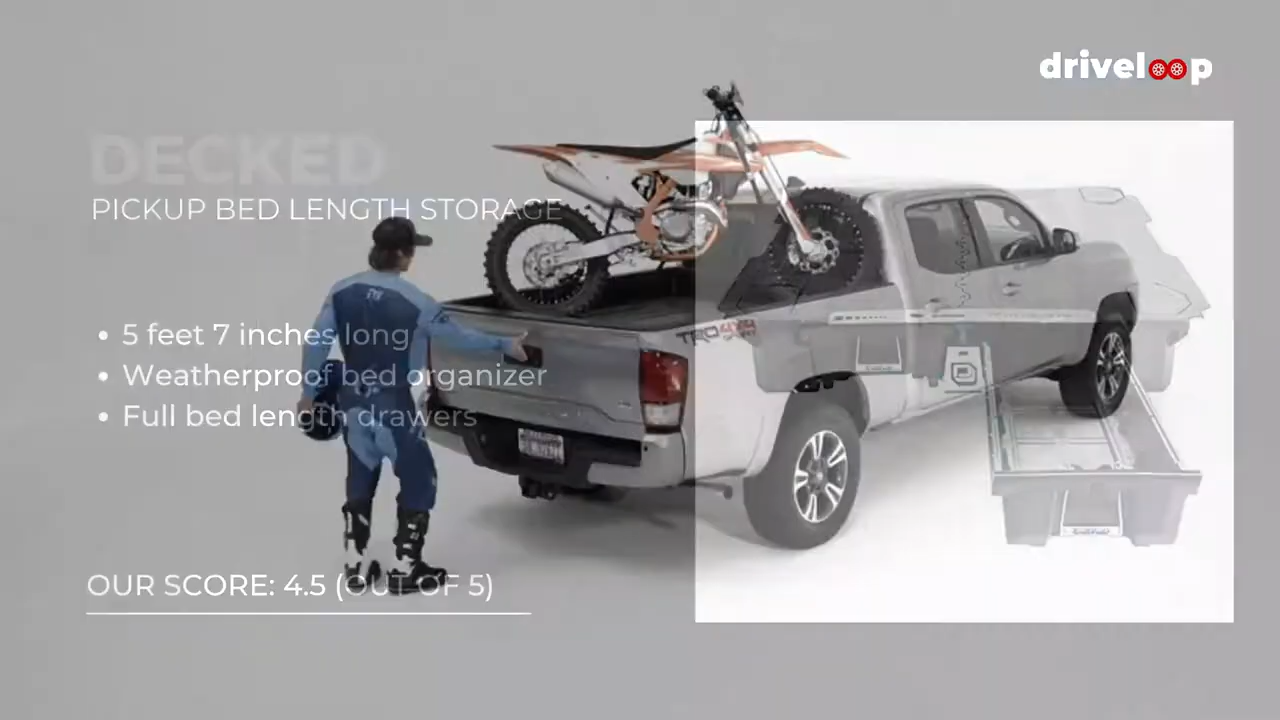 driveloop
DECKED
PICKUP BED LENGTH STORAGE
• 5 feet 7 inches long
• Weatherproof bed organizer
• Full bed length drawers
TRD 4x4
OUR SCORE: 4.5 (OUT OF 5)